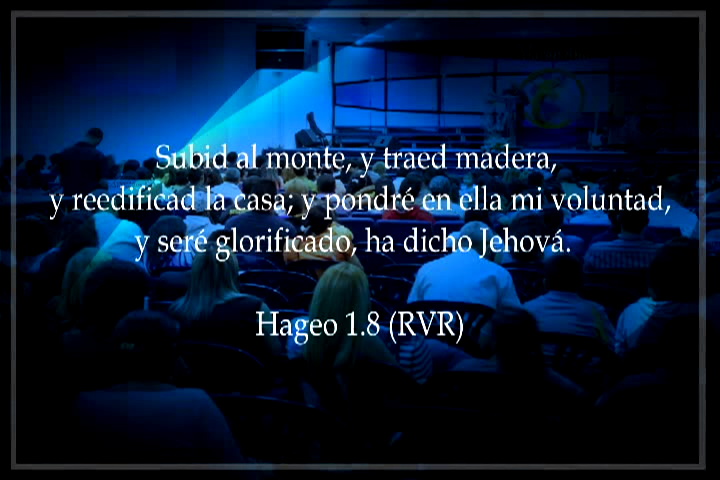 Subid al monte, y traed madera,
y reedificad la casa; y pondré en ella mi voluntad,
y seré glorificado, ha dicho Jehová.
Hageo 1.8 (RVR)